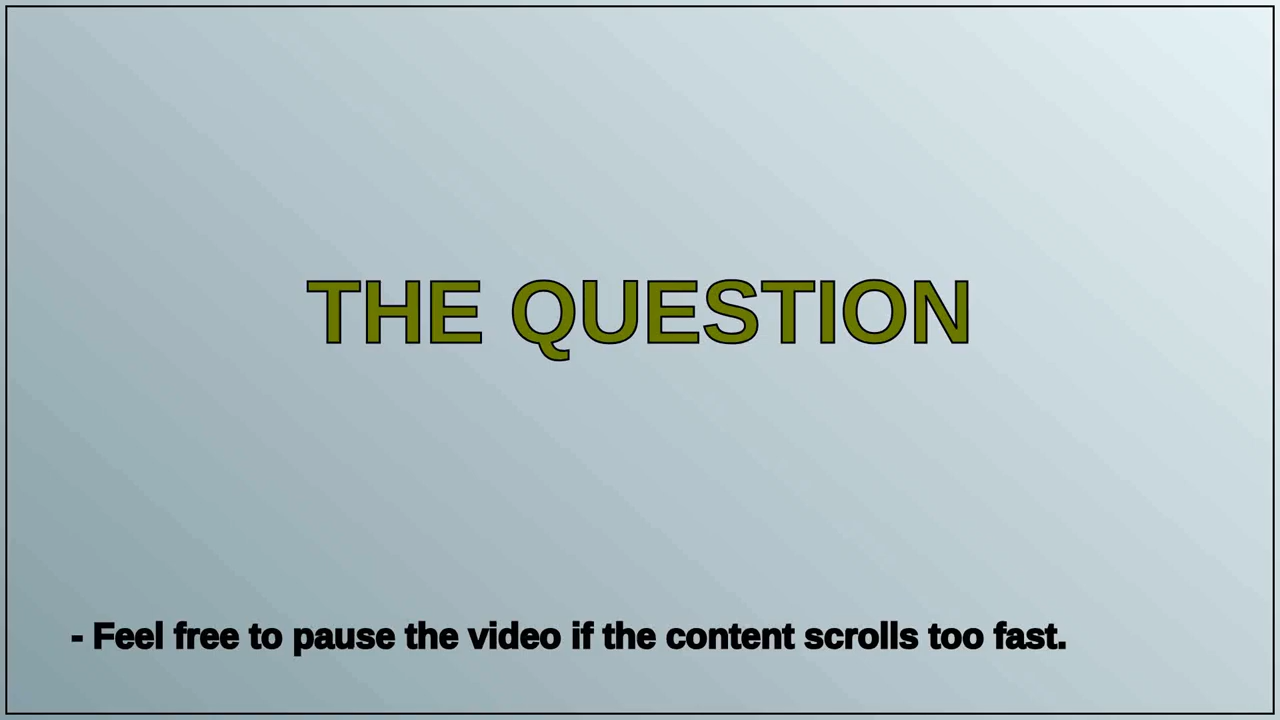 THE QUESTION
- Feel free to pause the video if the content scrolls too fast.